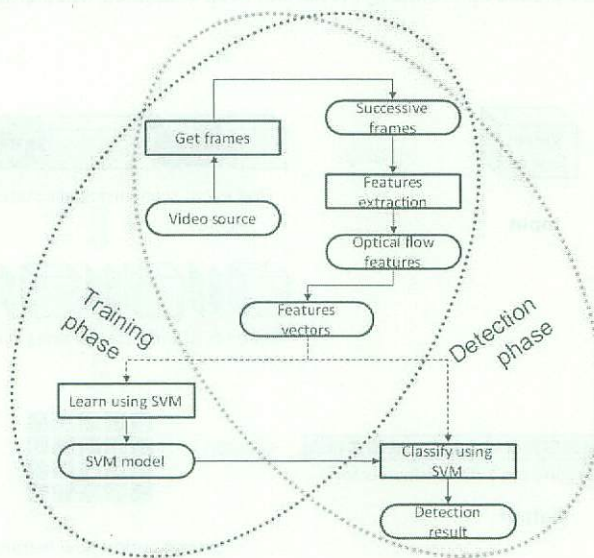 Successive
frames
Get frames
Features
extraction
Video source
Optical flow
features
Features
vectors
Training
phase
Detection
phase
Learn using SVM
SVM model
Classify using
SVM
Detection
result